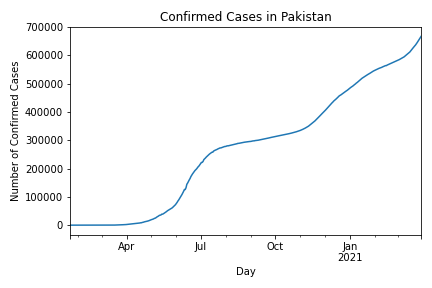 Confirmed Cases in Pakistan
700000
600000
500000
400000
300000
200000
100000
0
Number of Confirmed Cases
Apr
Jul
Oct
Jan
2021
Day